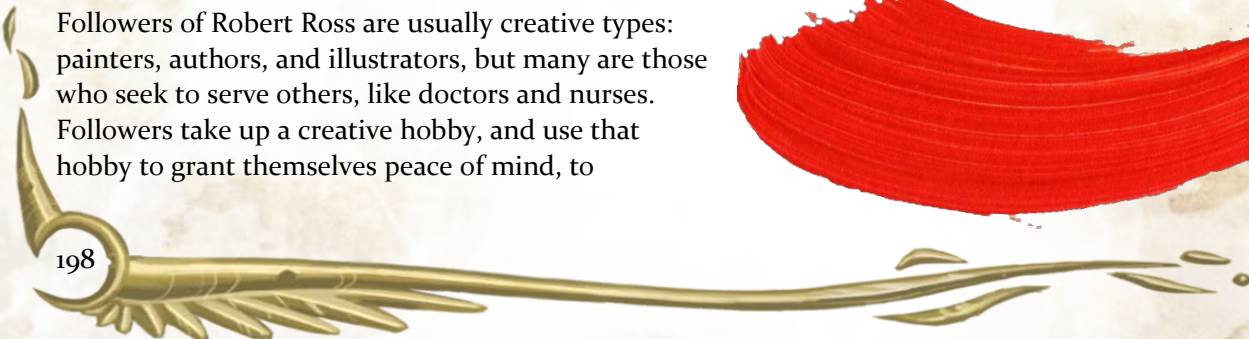 Followers of Robert Ross are usually creative types:
painters, authors, and illustrators, but many are those
who seek to serve others, like doctors and nurses.
Followers take up a creative hobby, and use that
hobby to grant themselves peace of mind, to
198